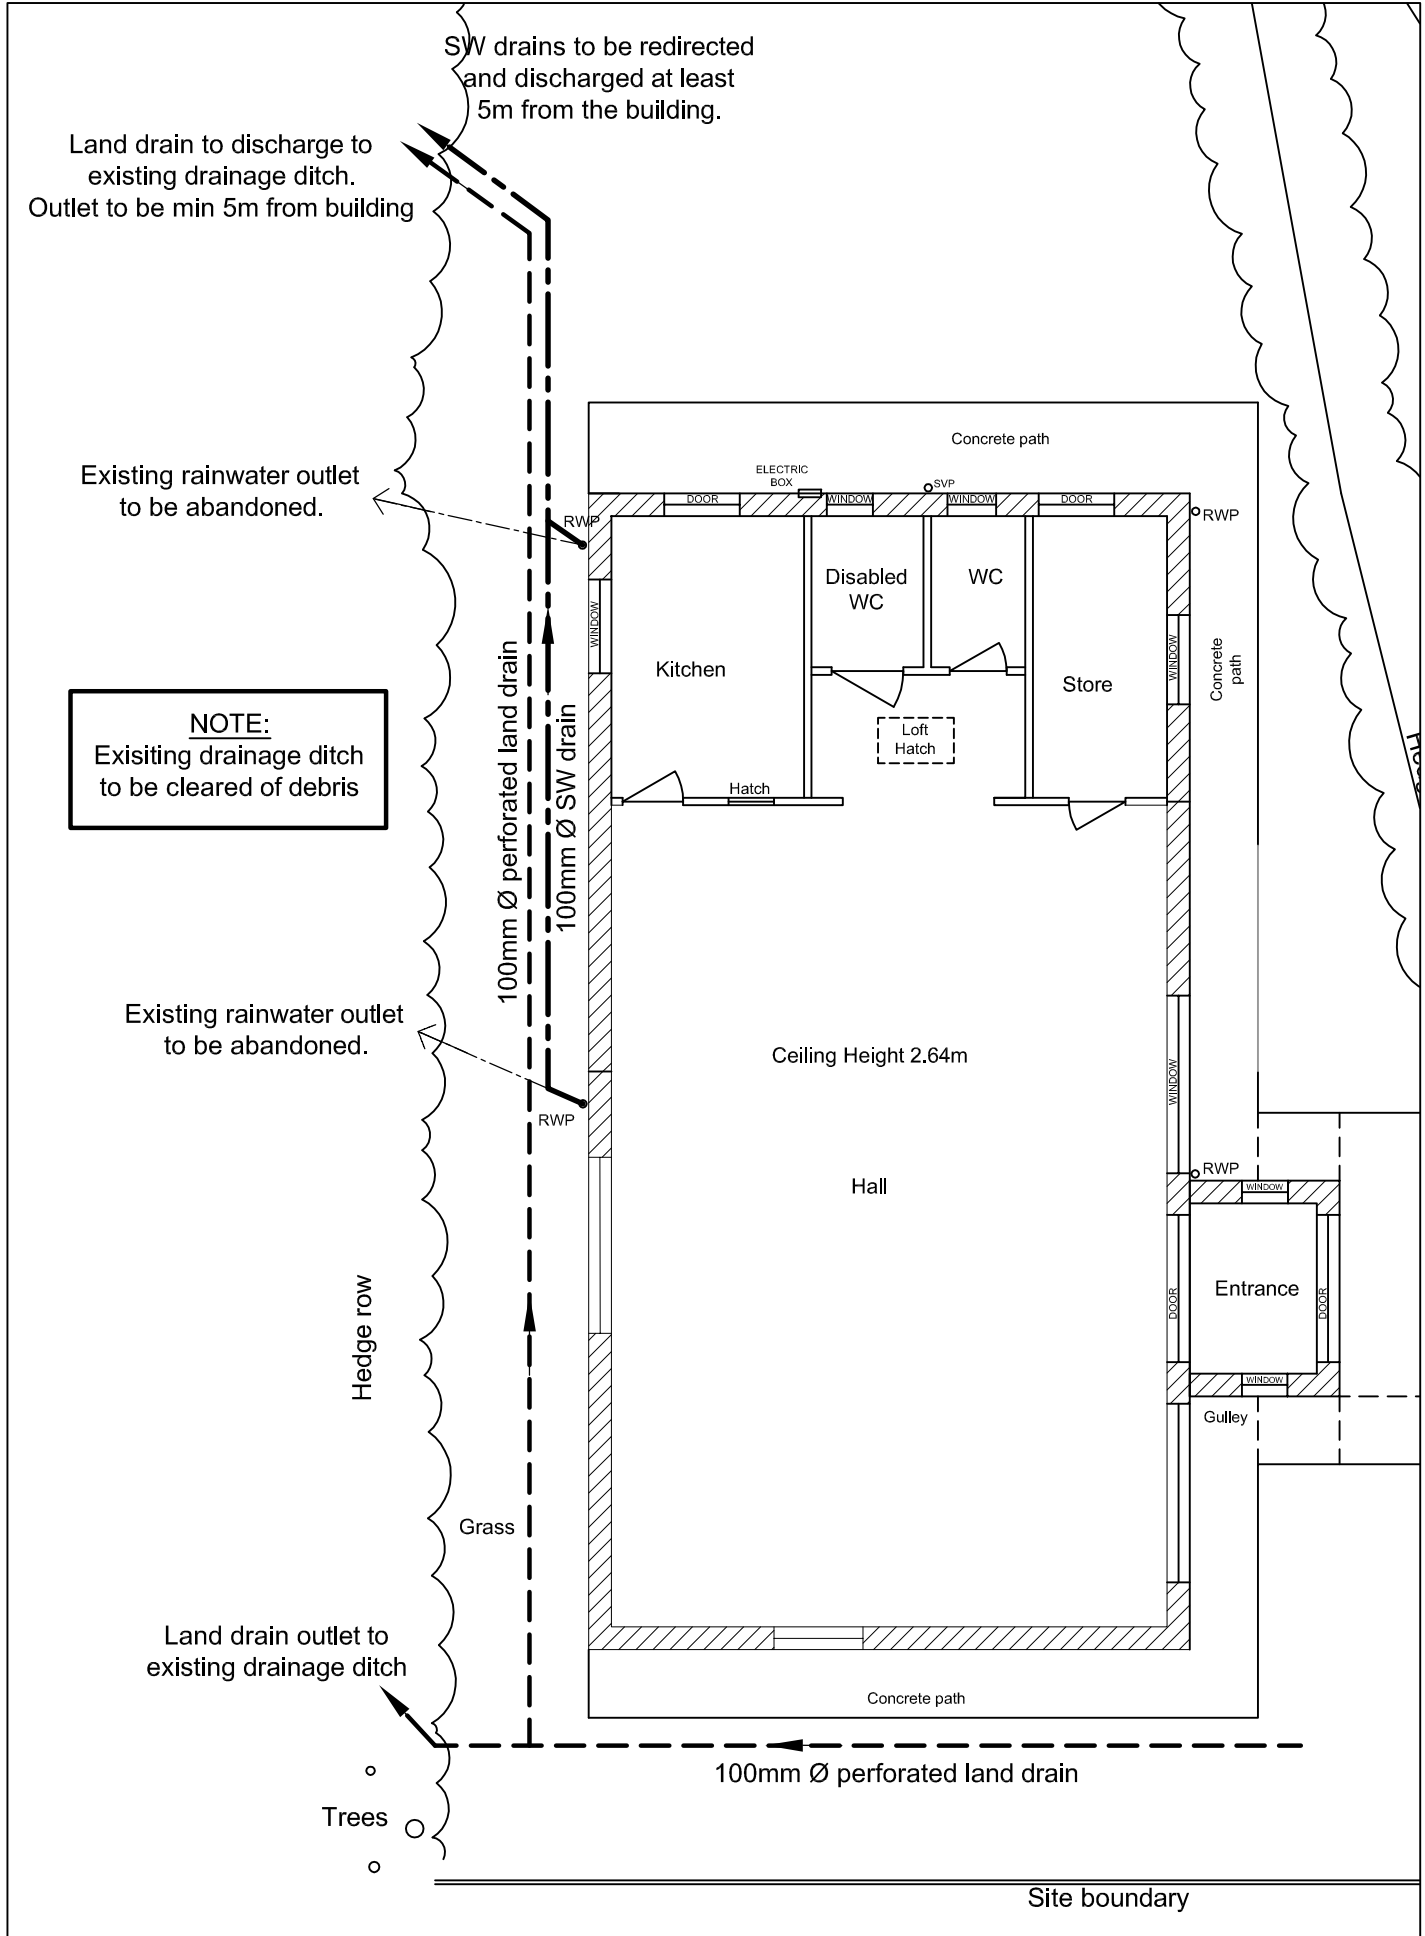 SW drains to be redirected
and discharged at least
5m from the building.
Land drain to discharge to
existing drainage ditch.
Outlet to be min 5m from building
Concrete path
Existing rainwater outlet
to be abandoned.
ELECTRIC
BOX
SVP
RWP
DOOR
WINDOW
WINDOW
DOOR
RWP
Disabled
WC
WC
WINDOW
Kitchen
Store
WINDOW
Concrete
path
100mm Ø perforated land drain
100mm Ø SW drain
NOTE:
Exisiting drainage ditch
to be cleared of debris
Loft
Hatch
Hatch
Existing rainwater outlet
to be abandoned.
RWP
Ceiling Height 2.64m
WINDOW
Hall
RWP
WINDOW
Entrance
DOOR
DOOR
WINDOW
Gulley
Hedge row
Grass
Land drain outlet to
existing drainage ditch
Concrete path
100mm Ø perforated land drain
Trees
Site boundary